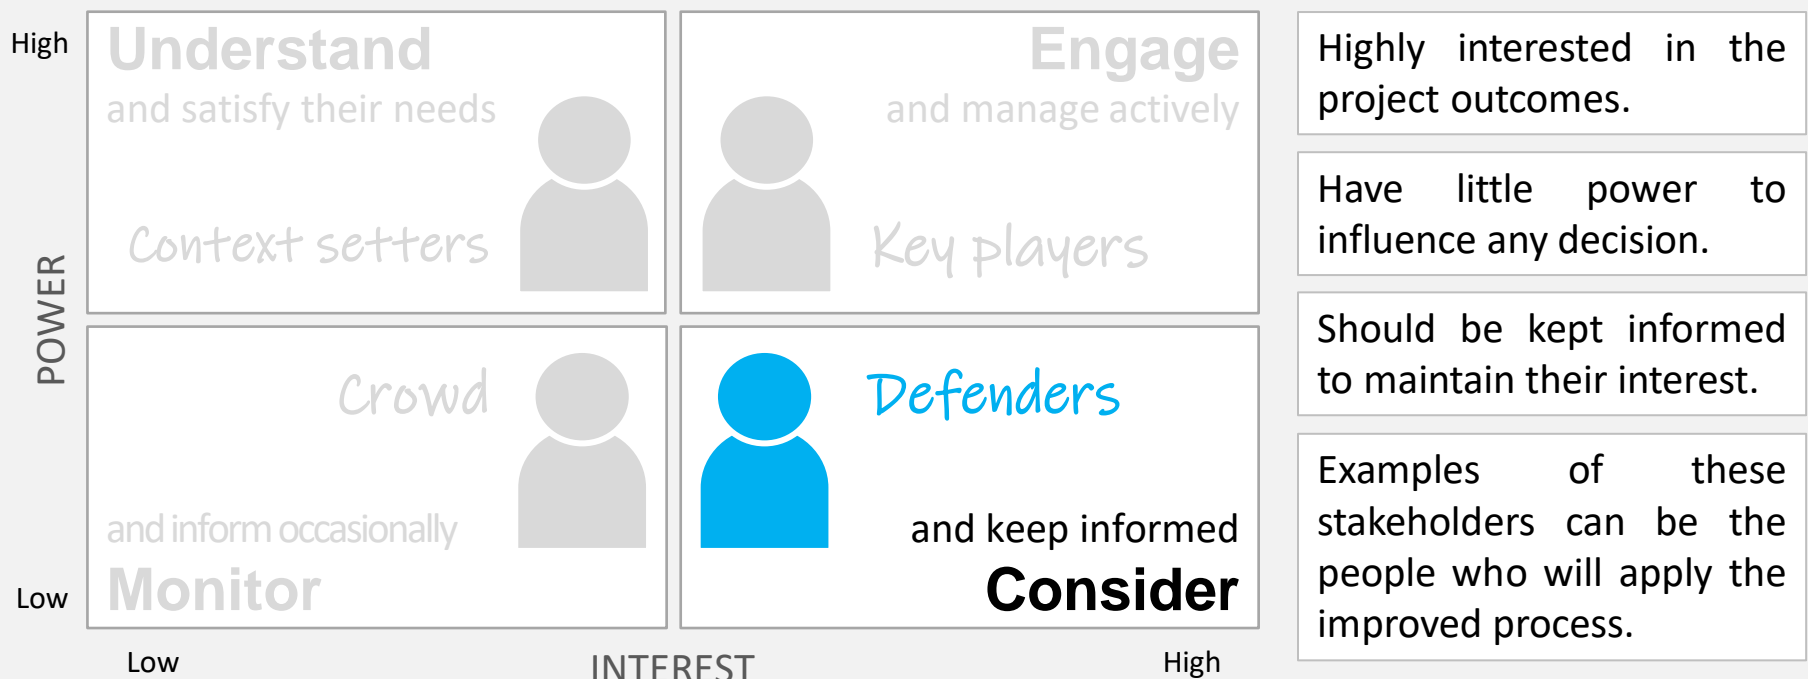 High
Understand
and satisfy their needs
Context setters
Engage
and manage actively
Key players
POWER
Crowd
and inform occasionally
Monitor
Low
Defenders
and keep informed
Consider
Low
INTEREST
High
Highly interested in the
project outcomes.
Have little power to
influence any decision.
Should be kept informed
to maintain their interest.
Examples of these
stakeholders can be the
people who will apply the
improved process.